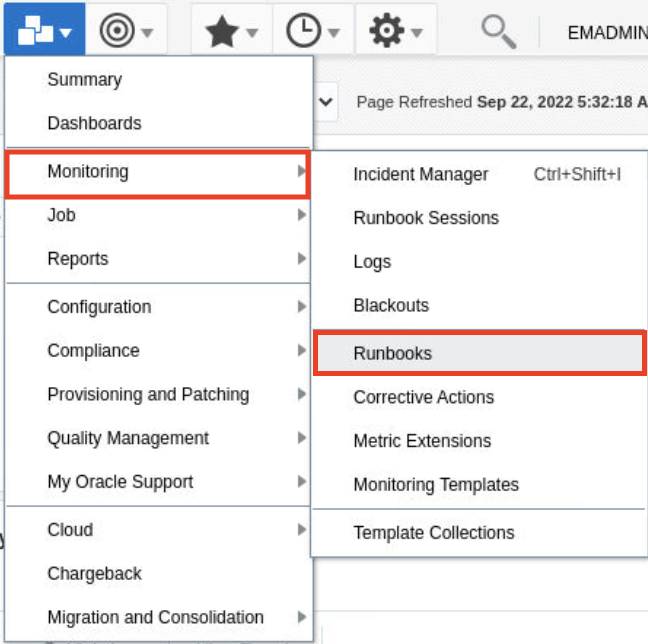 EMADMIN
Page Refreshed Sep 22, 2022 5:32:18 A
Summary
Dashboards
Monitoring
Job
Reports
Configuration
Compliance
Provisioning and Patching
Quality Management
My Oracle Support
Cloud
Chargeback
Migration and Consolidation
Incident Manager Ctrl+Shift+I
Runbook Sessions
Logs
Blackouts
Runbooks
Corrective Actions
Metric Extensions
Monitoring Templates
Template Collections